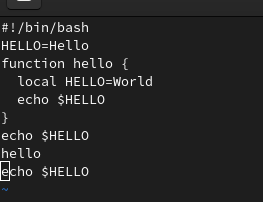 #!/bin/bash
HELLO=Hello
function hello {
  local HELLO=World
  echo $HELLO
}
echo $HELLO
hello
echo $HELLO
~